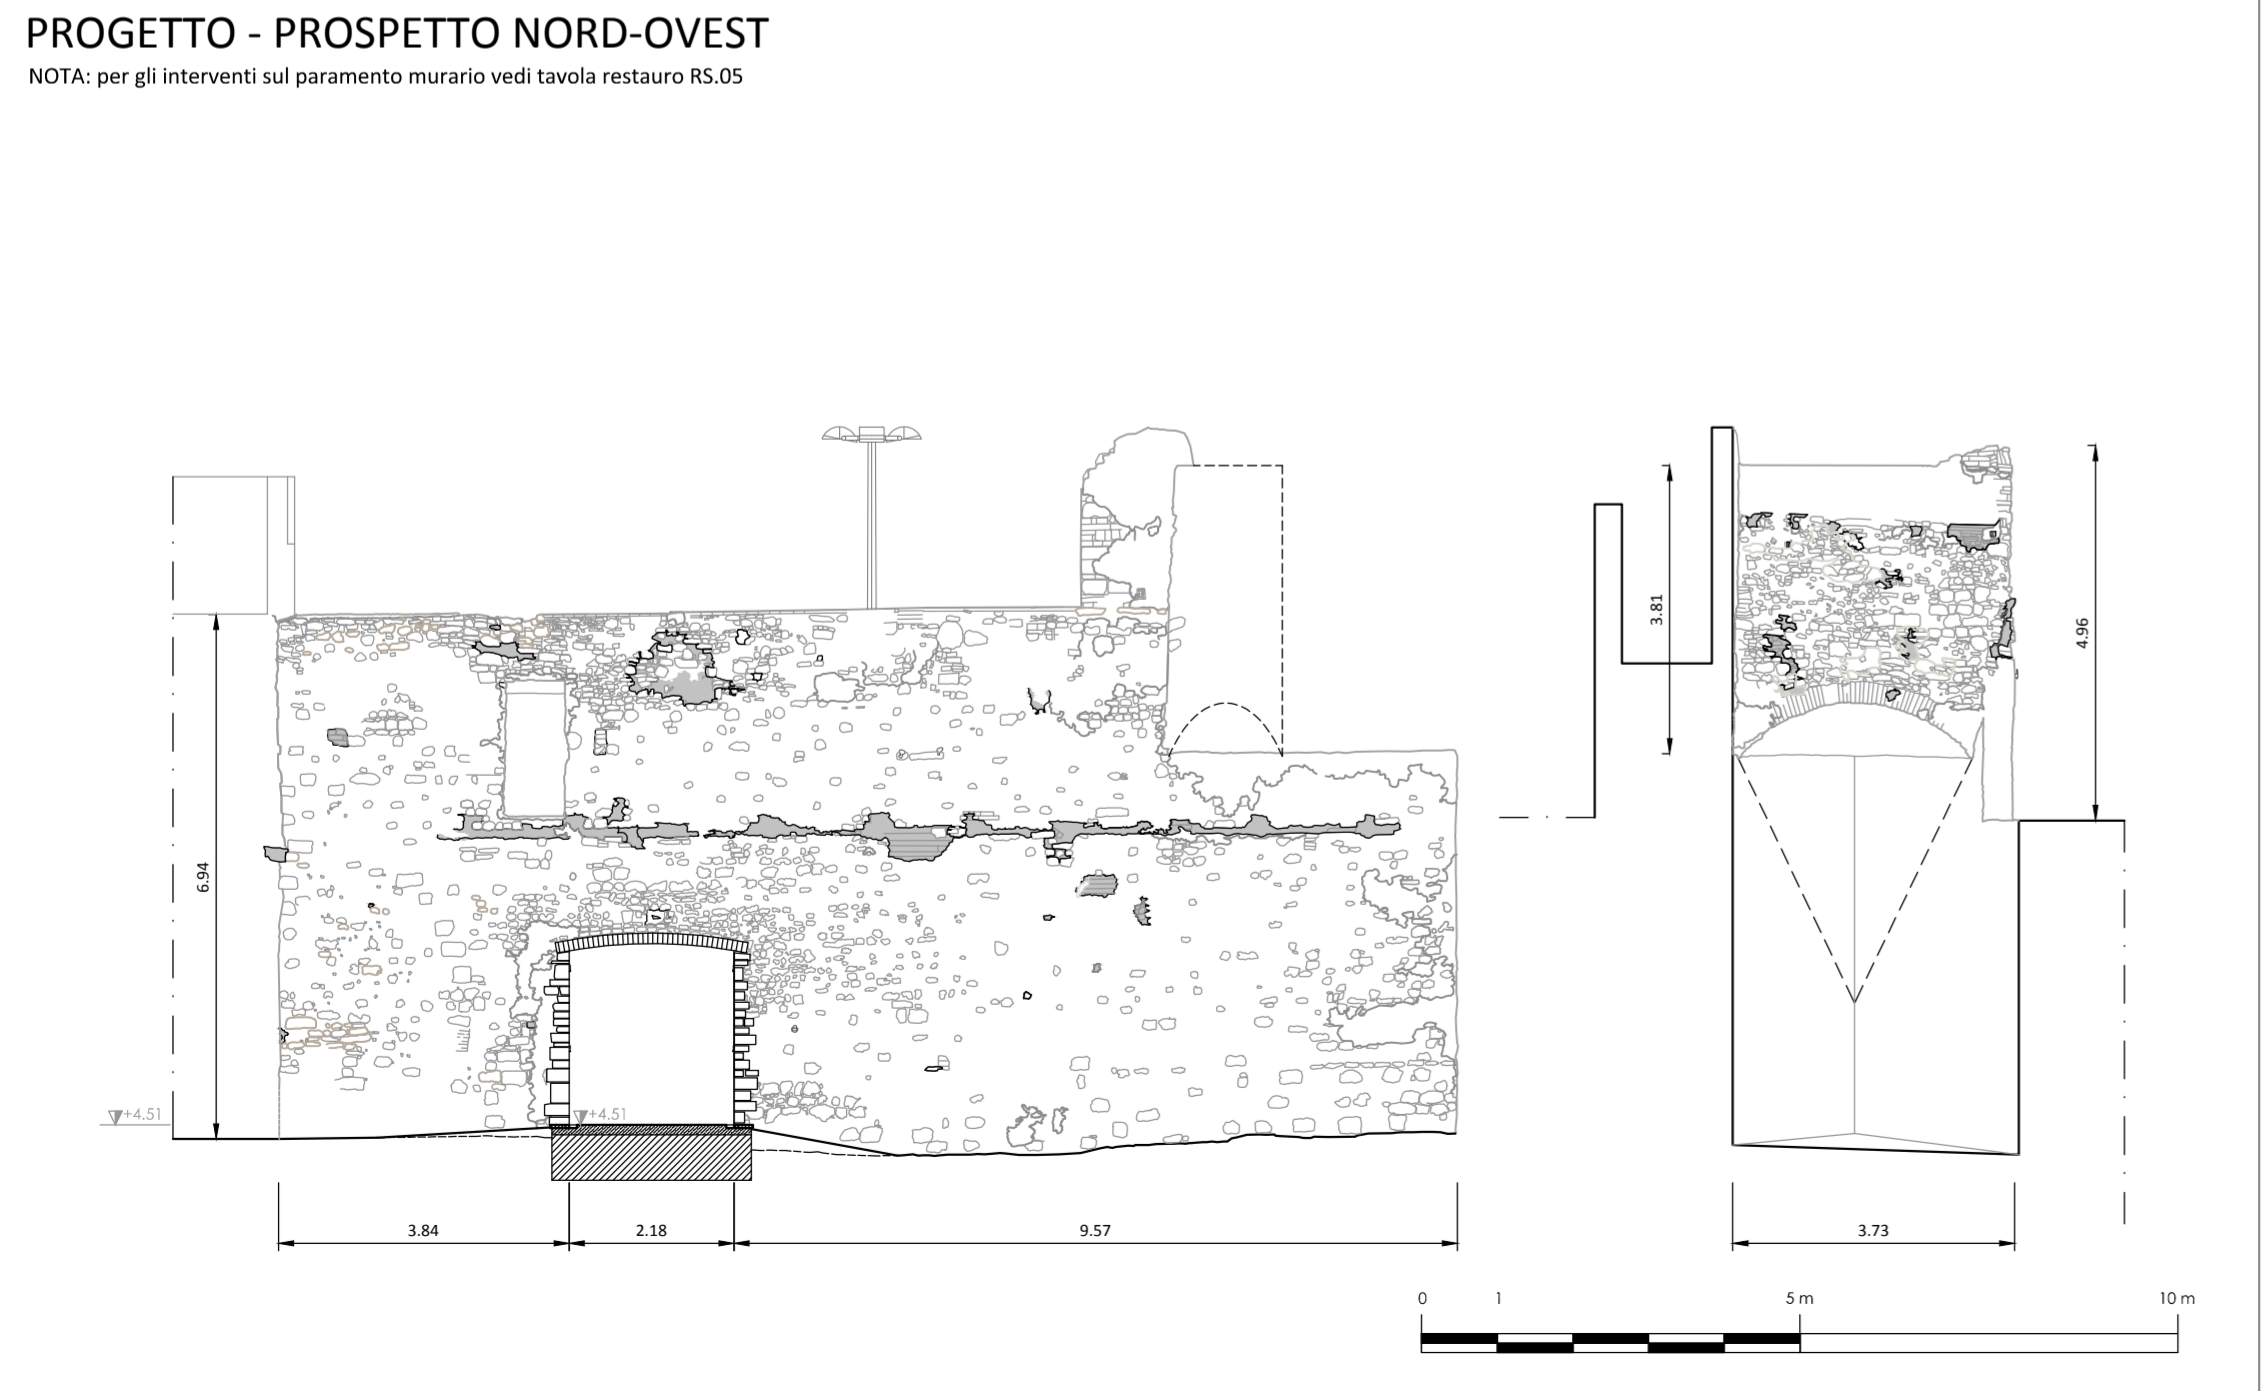 PROGETTO - PROSPETTO NORD-OVEST
NOTA: per gli interventi sul paramento murario vedi tavola restauro RS.05
3.81
4.96
6.94
+4.51
+4.51
3.84
2.18
9.57
3.73
0
1
5 m
10 m